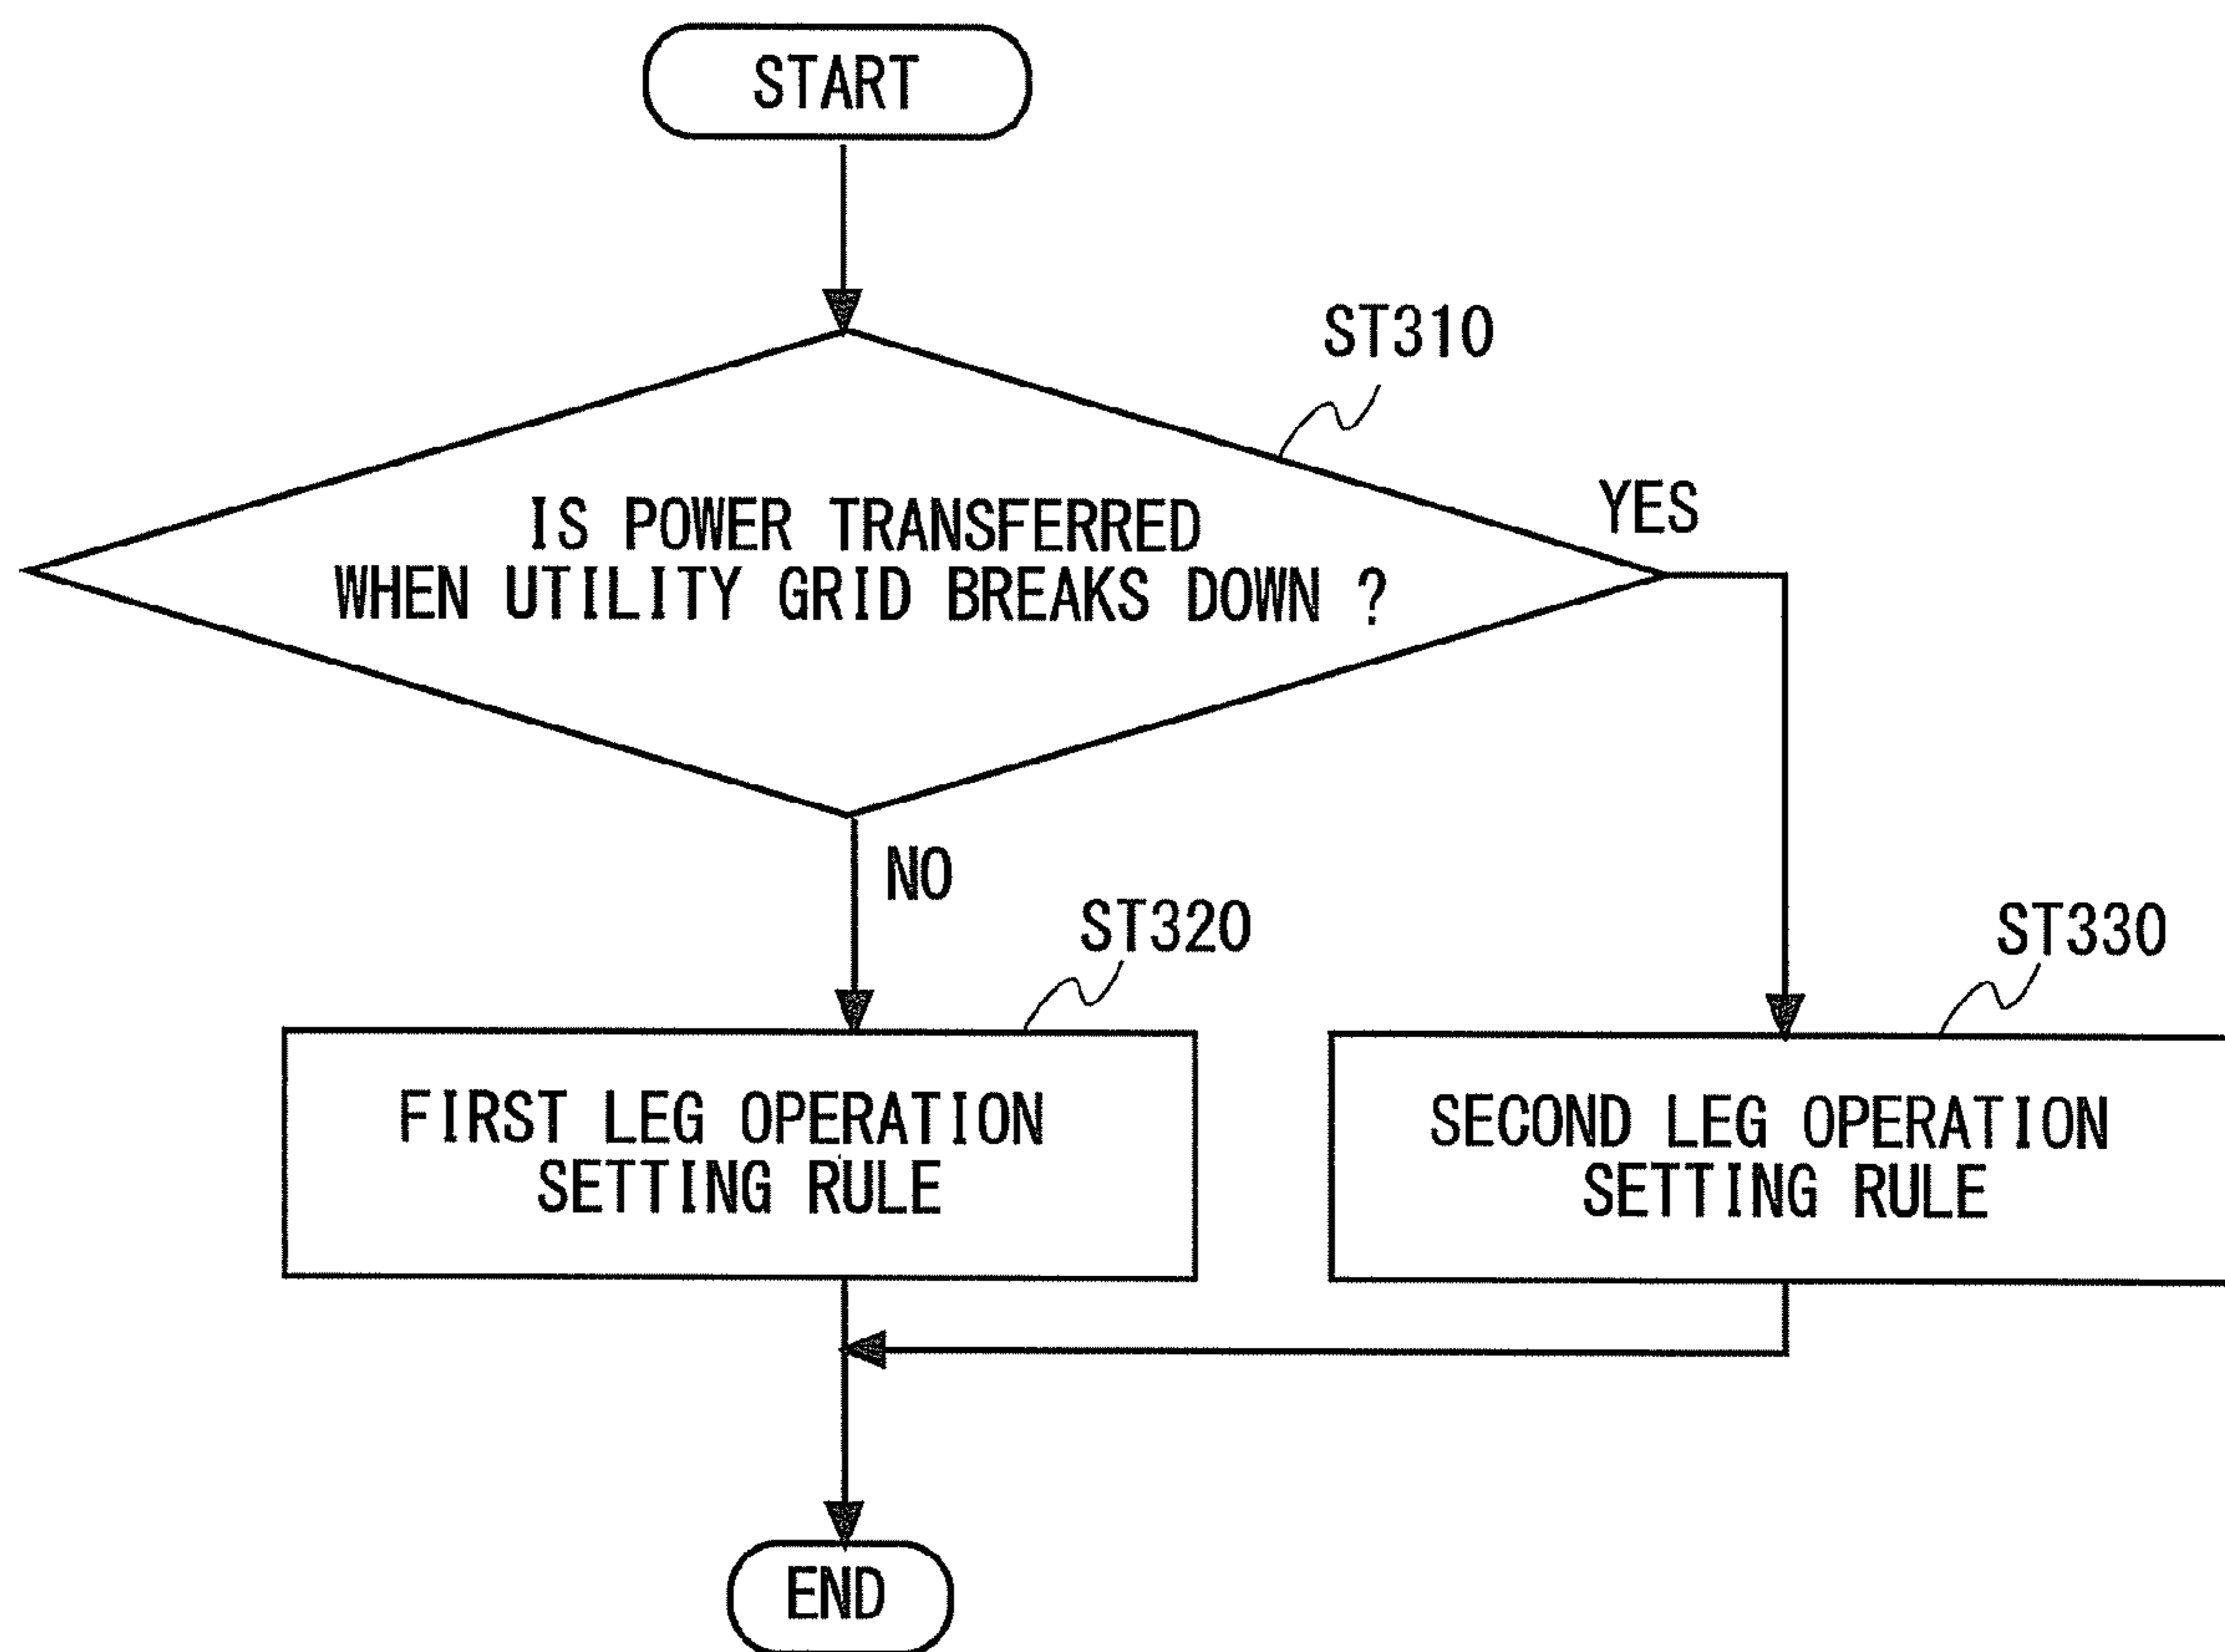 START
ST310
IS POWER TRANSFERRED
WHEN UTILITY GRID BREAKS DOWN ?
YES
NO
ST320
ST330
FIRST LEG OPERATION
SETTING RULE
SECOND LEG OPERATION
SETTING RULE
END